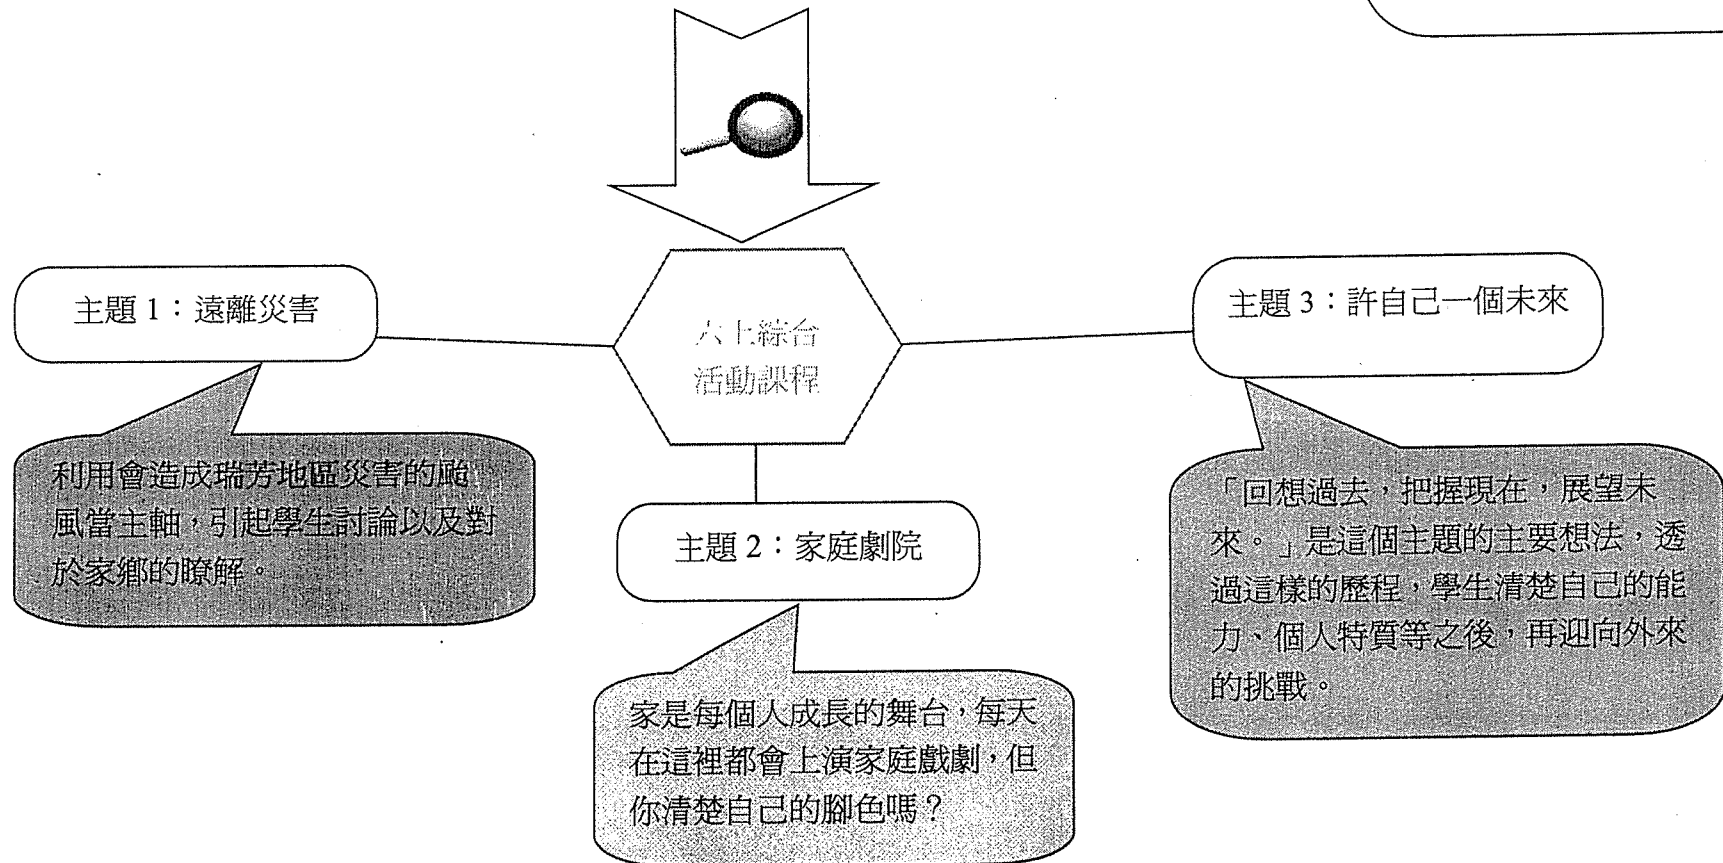 主題 1：遠離災害
利用會造成瑞芳地區災害的颱
風當主軸，引起學生討論以及對
於家鄉的瞭解。
六上綜合
活動課程
主題 2：家庭劇院
家是每個人成長的舞台，每天
在這裡都會上演家庭戲劇，但
你清楚自己的腳色嗎？
主題 3：許自己一個未來
「回想過去，把握現在，展望未
來。」是這個主題的主要想法，透
過這樣的歷程，學生清楚自己的能
力、個人特質等之後，再迎向外來
的挑戰。